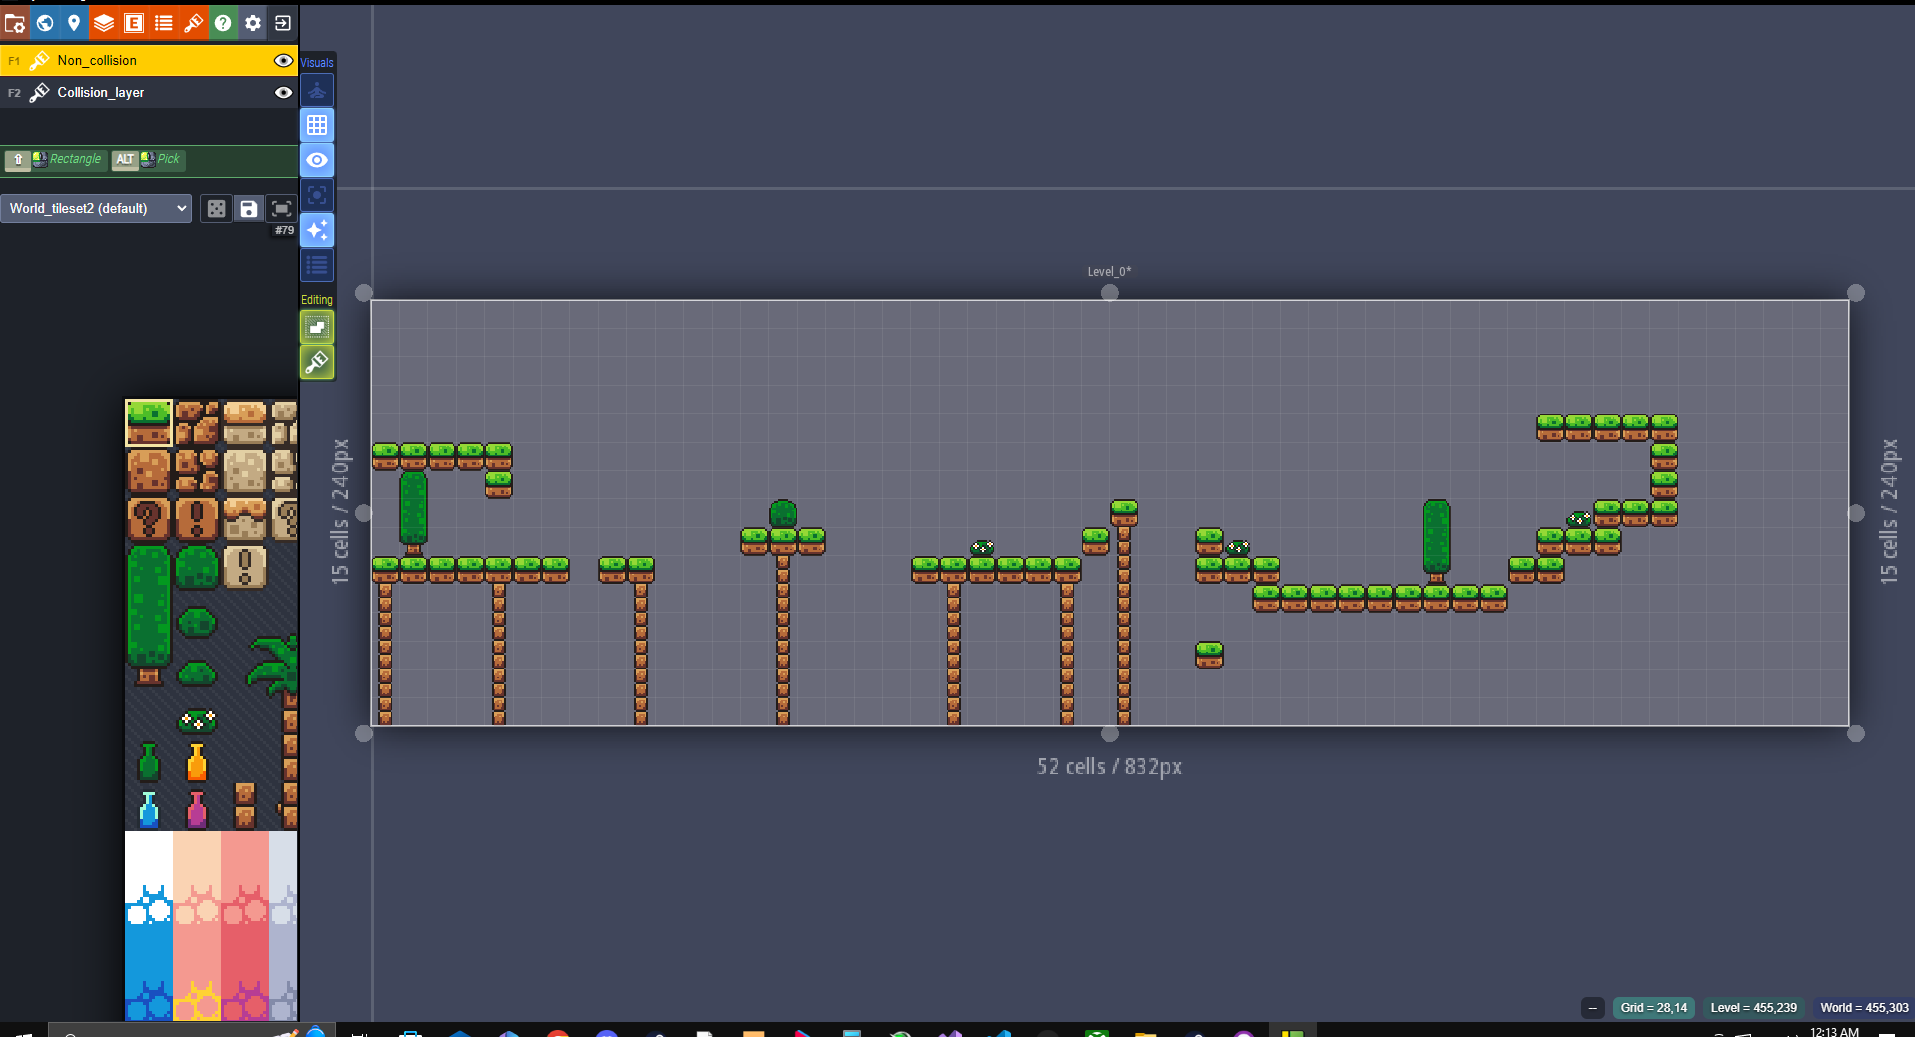 F1 Non_collision
F2 Collision_layer
Rectangle ALT Pick
World_tileset2 (default)
#79
Visuals
Editing
Level_0*
15 cells / 240px
15 cells / 240px
52 cells / 832px
-- Grid = 28,14 Level = 455,239 World = 455,303
12:13 AM